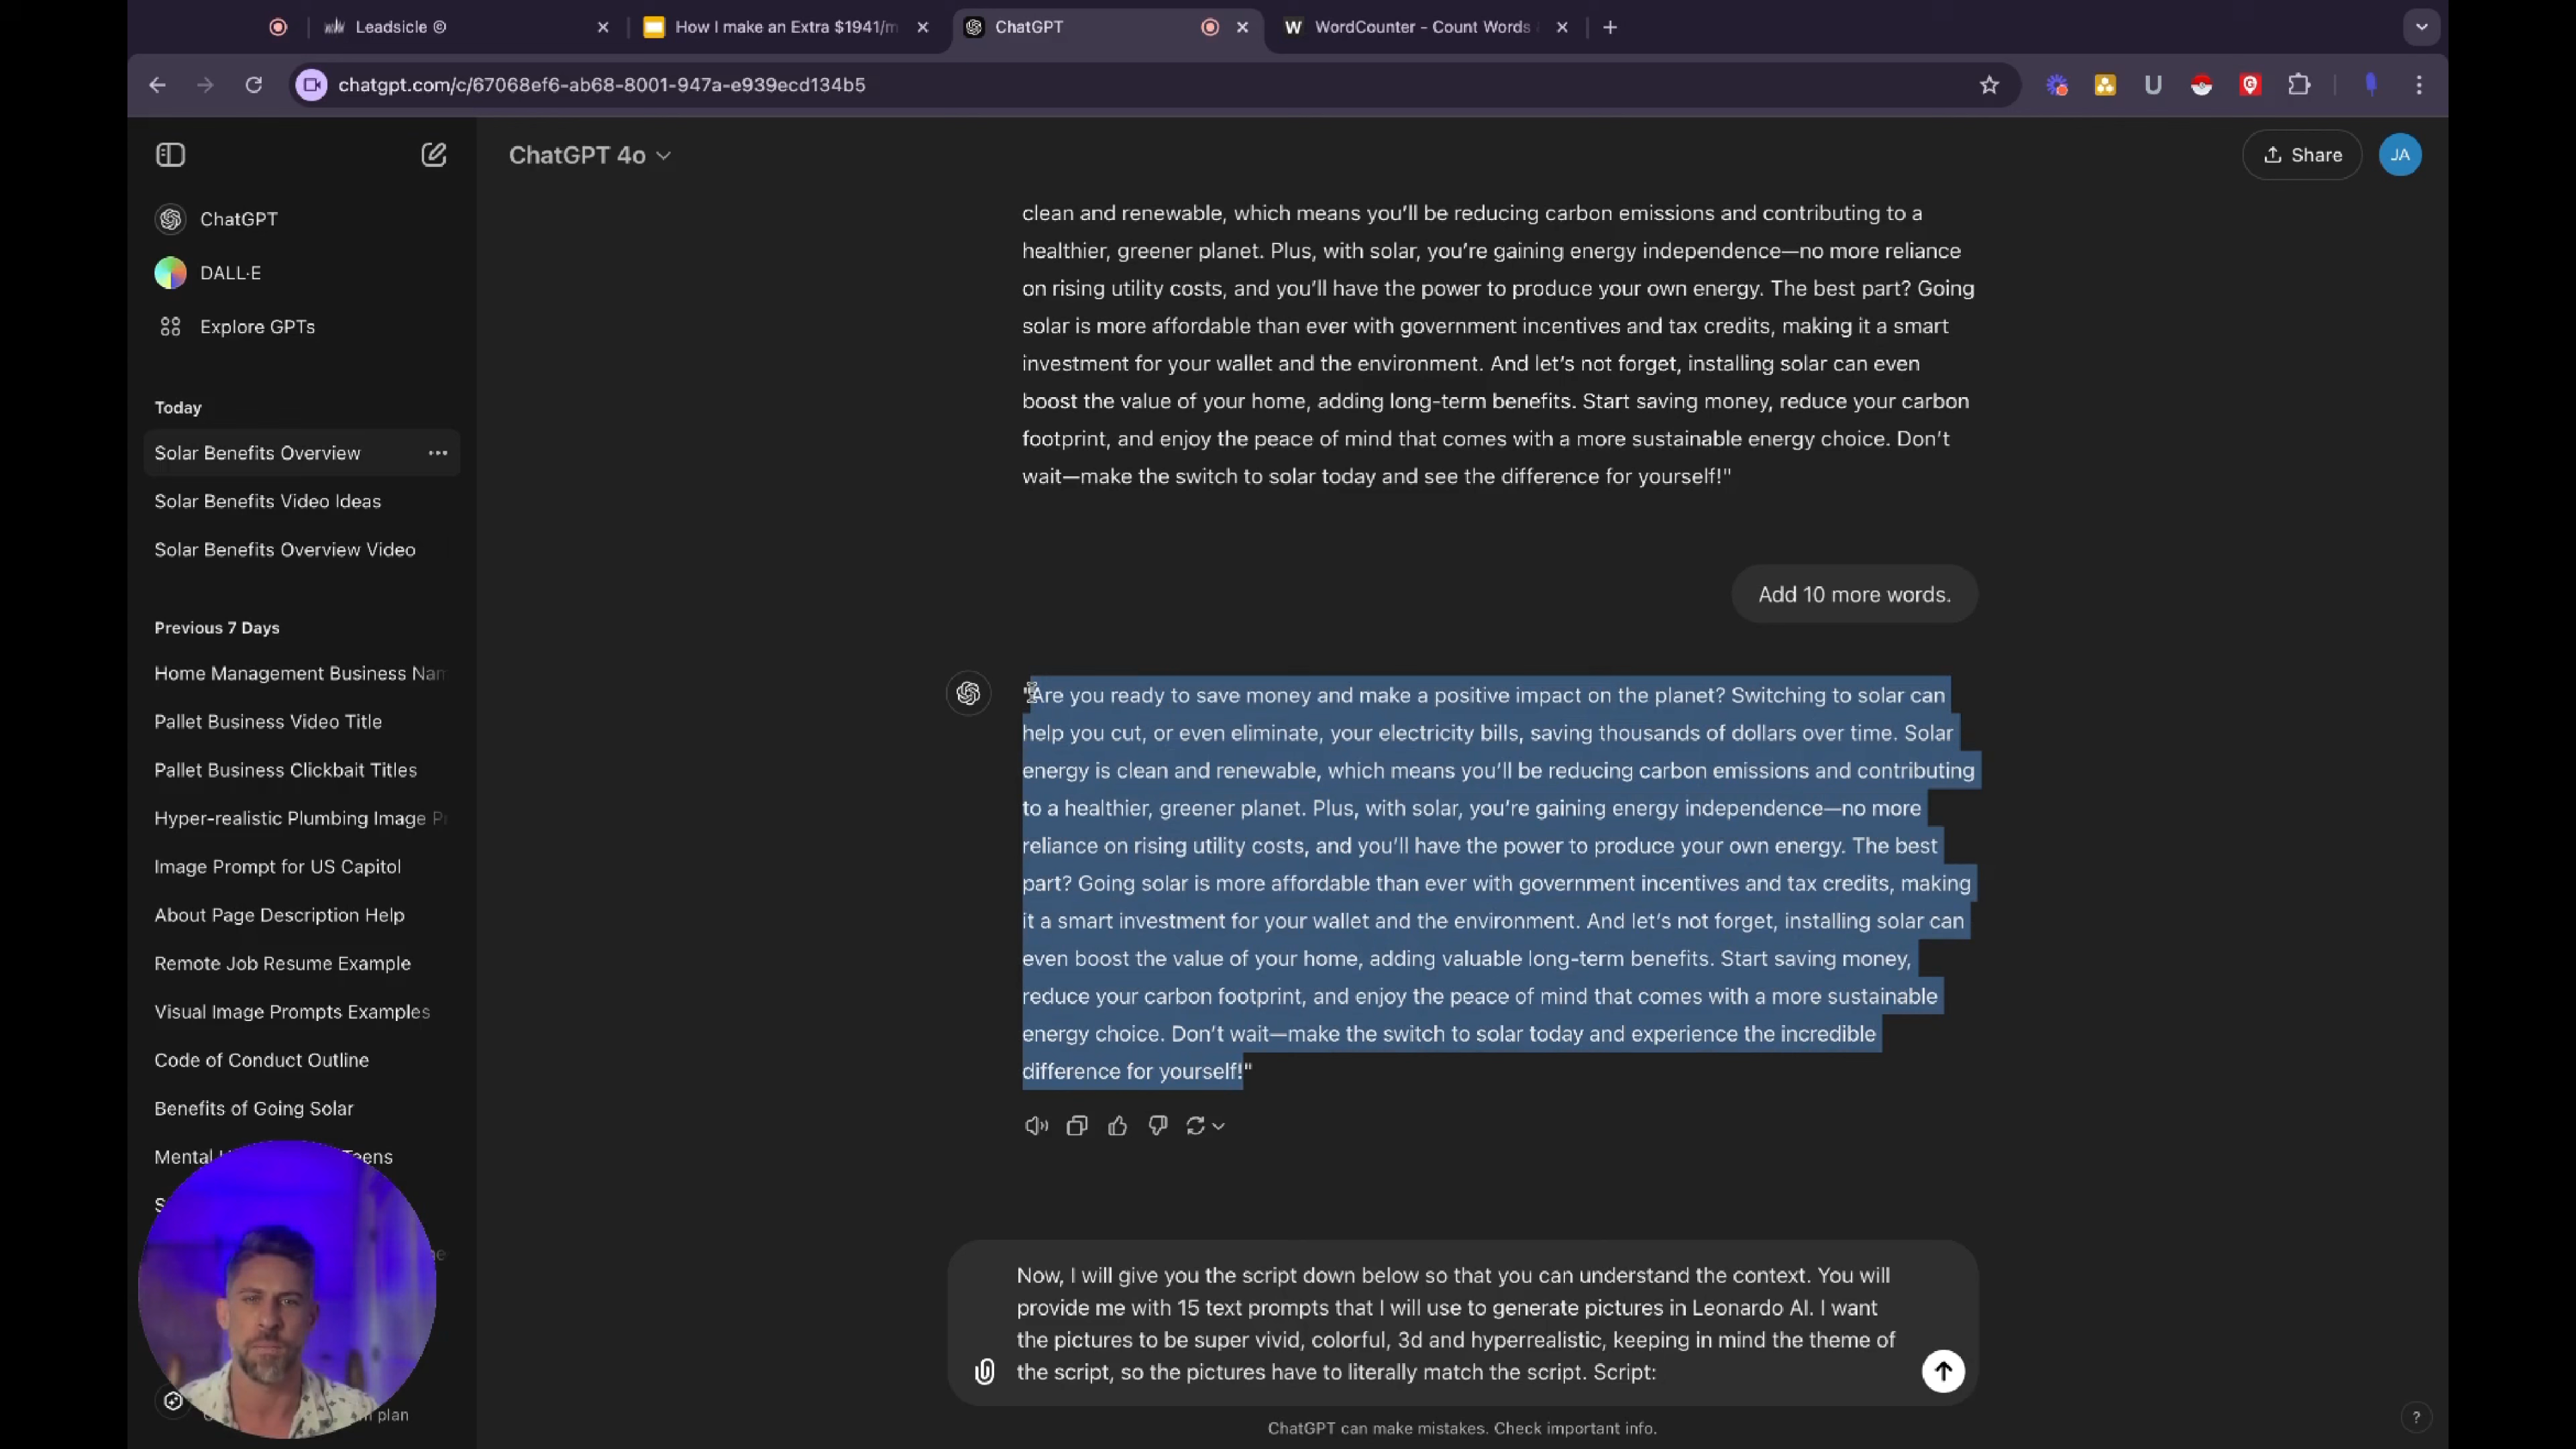 Leadsicle ©
How I make an Extra $1941/m
ChatGPT
WordCounter - Count Words
chatgpt.com/c/67068ef6-ab68-8001-947a-e939ecd134b5
ChatGPT 4o
Share
JA
ChatGPT
DALL·E
Explore GPTs
Today
Solar Benefits Overview
Solar Benefits Video Ideas
Solar Benefits Overview Video
Previous 7 Days
Home Management Business Nam
Pallet Business Video Title
Pallet Business Clickbait Titles
Hyper-realistic Plumbing Image P
Image Prompt for US Capitol
About Page Description Help
Remote Job Resume Example
Visual Image Prompts Examples
Code of Conduct Outline
Benefits of Going Solar
Mental Teens
plan
clean and renewable, which means you’ll be reducing carbon emissions and contributing to a
healthier, greener planet. Plus, with solar, you’re gaining energy independence—no more reliance
on rising utility costs, and you’ll have the power to produce your own energy. The best part? Going
solar is more affordable than ever with government incentives and tax credits, making it a smart
investment for your wallet and the environment. And let’s not forget, installing solar can even
boost the value of your home, adding long-term benefits. Start saving money, reduce your carbon
footprint, and enjoy the peace of mind that comes with a more sustainable energy choice. Don’t
wait—make the switch to solar today and see the difference for yourself!"
Add 10 more words.
"Are you ready to save money and make a positive impact on the planet? Switching to solar can
help you cut, or even eliminate, your electricity bills, saving thousands of dollars over time. Solar
energy is clean and renewable, which means you’ll be reducing carbon emissions and contributing
to a healthier, greener planet. Plus, with solar, you’re gaining energy independence—no more
reliance on rising utility costs, and you’ll have the power to produce your own energy. The best
part? Going solar is more affordable than ever with government incentives and tax credits, making
it a smart investment for your wallet and the environment. And let’s not forget, installing solar can
even boost the value of your home, adding valuable long-term benefits. Start saving money,
reduce your carbon footprint, and enjoy the peace of mind that comes with a more sustainable
energy choice. Don’t wait—make the switch to solar today and experience the incredible
difference for yourself!"
Now, I will give you the script down below so that you can understand the context. You will
provide me with 15 text prompts that I will use to generate pictures in Leonardo AI. I want
the pictures to be super vivid, colorful, 3d and hyperrealistic, keeping in mind the theme of
the script, so the pictures have to literally match the script. Script:
ChatGPT can make mistakes. Check important info.
?